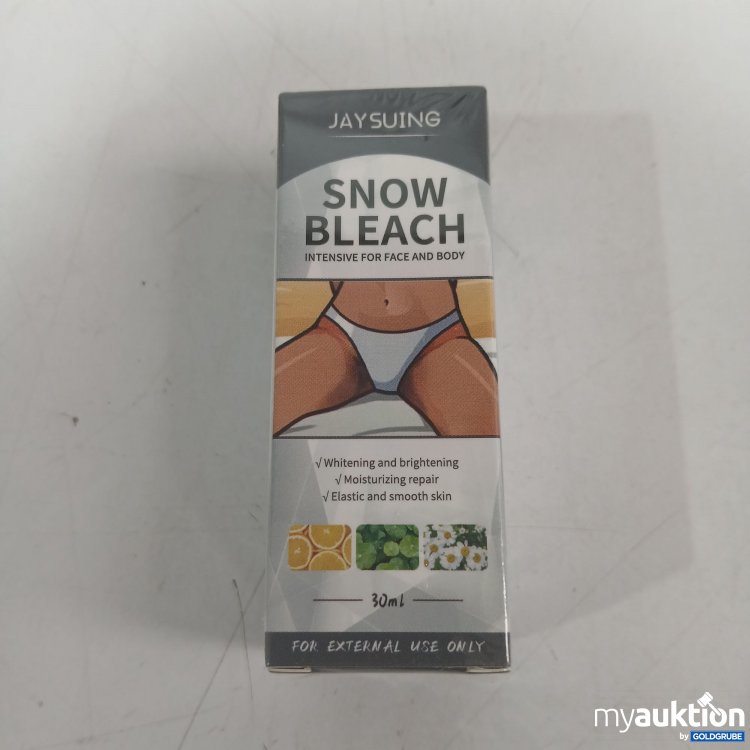 JAYSUING
SNOW
BLEACH
INTENSIVE FOR FACE AND BODY
√ Whitening and brightening
√ Moisturizing repair
√ Elastic and smooth skin
30ml
FOR EXTERNAL USE ONLY
myauktion
by GOLDGRUBE